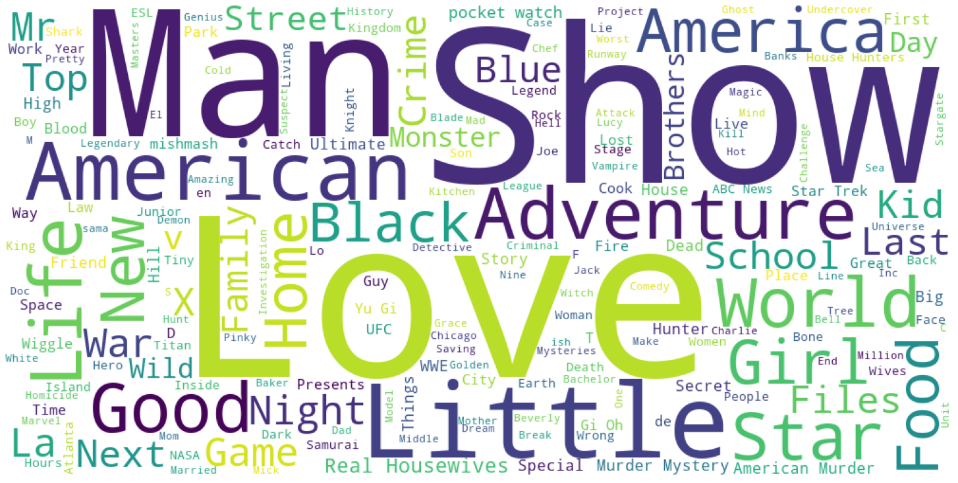 Man
Show
Love
Little
American
America
Adventure
World
Star
Girl
Good
Black
Life
New
Home
Family
Food
School
Night
Street
Mr
Top
Crime
Monster
Blue
Brothers
Day
Kid
Last
War
Wild
X
V
La
Next
Game
Files
Real Housewives
pocket watch
ESL
Genius
History
Kingdom
Shark
Park
Work
Year
Pretty
Masters
Cold
Suspect
Living
Knight
El
High
Boy
Blood
M
Legendary
mishmash
Catch
Ultimate
Amazing
en
Son
Kitchen
League
Blade
Mad
Joe
Legend
Rock
Hell
Case
Chef
Runway
Lie
Project
Worst
Ghost
Undercover
First
Banks
House Hunters
Magic
Mind
Live
Kill
Hot
Challenge
Stargate
Sea
Attack
Lucy
Lost
Stage
Vampire
Cook
House
ABC News
Star Trek
Universe
Way
Law
Junior
Demon
sama
King
Friend
Hill
Tiny
Doc
Space
S
Hunt
Wiggle
Titan
D
White
Hero
Pinky
Investigation
Lo
Guy
Yu Gi
UFC
Detective
Criminal
Story
Nine
F
Jack
Fire
Dead
Witch
Comedy
Place
Line
Great
Back
Inc
Big
Face
Tree
Bell
C
Charlie
Woman
Hunter
Women
Make
T
ish
Mysteries
Grace
Chicago
Saving
Golden
WWE
City
Earth
Death
Bachelor
Bone
End
Million
Wives
Secret
People
Things
Island
Inside
Baker
Presents
Homicide
Time
Marvel
Atlanta
Hours
Mom
NASA
Married
Dark
Mick
Dad
Samurai
Model
Middle
Mother
Dream
Beverly
Break
One
Gi Oh
Wrong
de
Special
Murder Mystery
American Murder
Unit